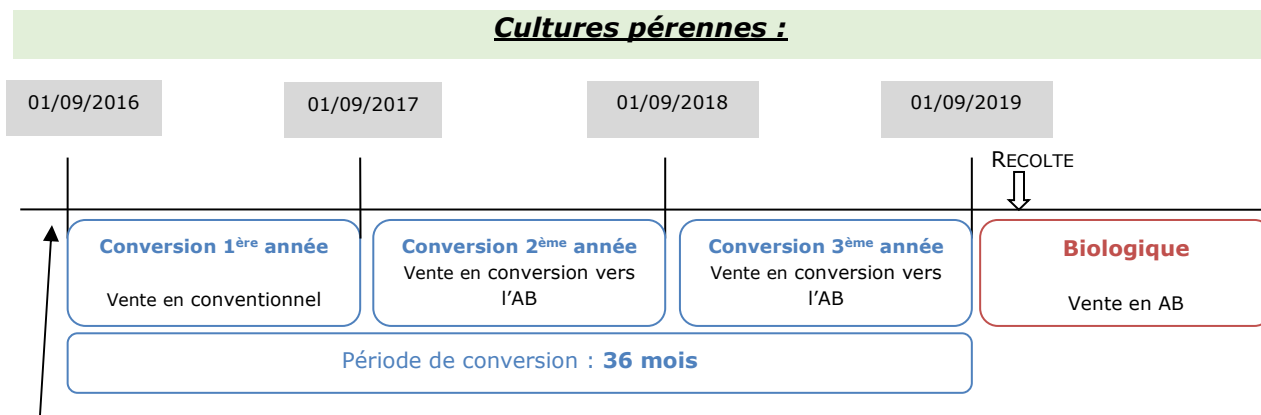 Cultures pérennes :
01/09/2016
01/09/2017
01/09/2018
01/09/2019
RECOLTE
Conversion 1ère année
Vente en conventionnel
Conversion 2ème année
Vente en conversion vers
l'AB
Conversion 3ème année
Vente en conversion vers
l'AB
Biologique
Vente en AB
Période de conversion : 36 mois